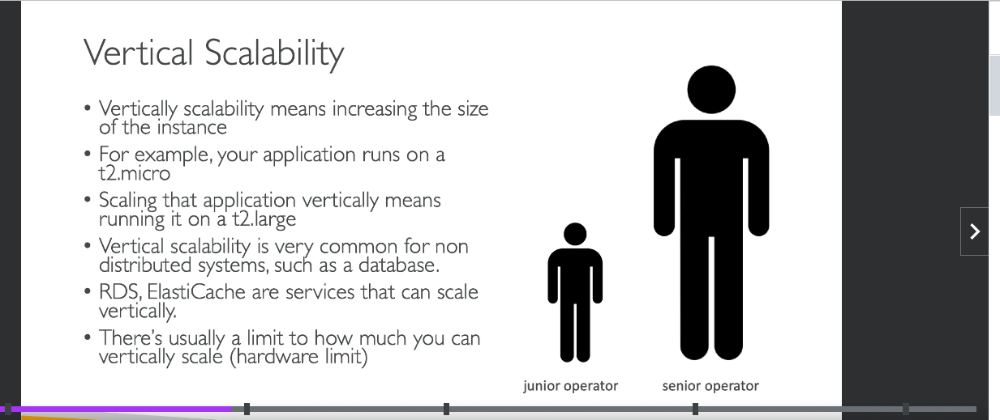 Vertical Scalability
• Vertically scalability means increasing the size
of the instance
• For example, your application runs on a
t2.micro
• Scaling that application vertically means
running it on a t2.large
• Vertical scalability is very common for non
distributed systems, such as a database.
• RDS, ElastiCache are services that can scale
vertically.
• There’s usually a limit to how much you can
vertically scale (hardware limit)
junior operator
senior operator